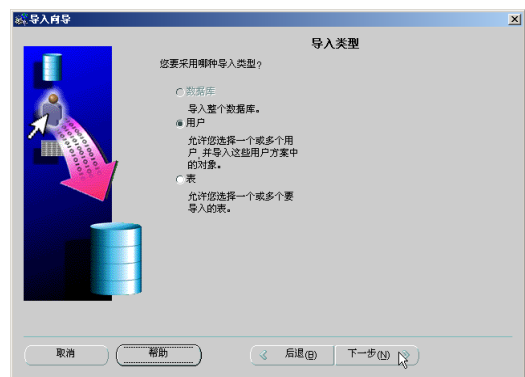 导入向导
导入类型
您要采用哪种导入类型？
数据库
导入整个数据库。
用户
允许您选择一个或多个用
户，并导入这些用户方案中
的对象。
表
允许您选择一个或多个要
导入的表。
取消
帮助
后退(B)
下一步(N)